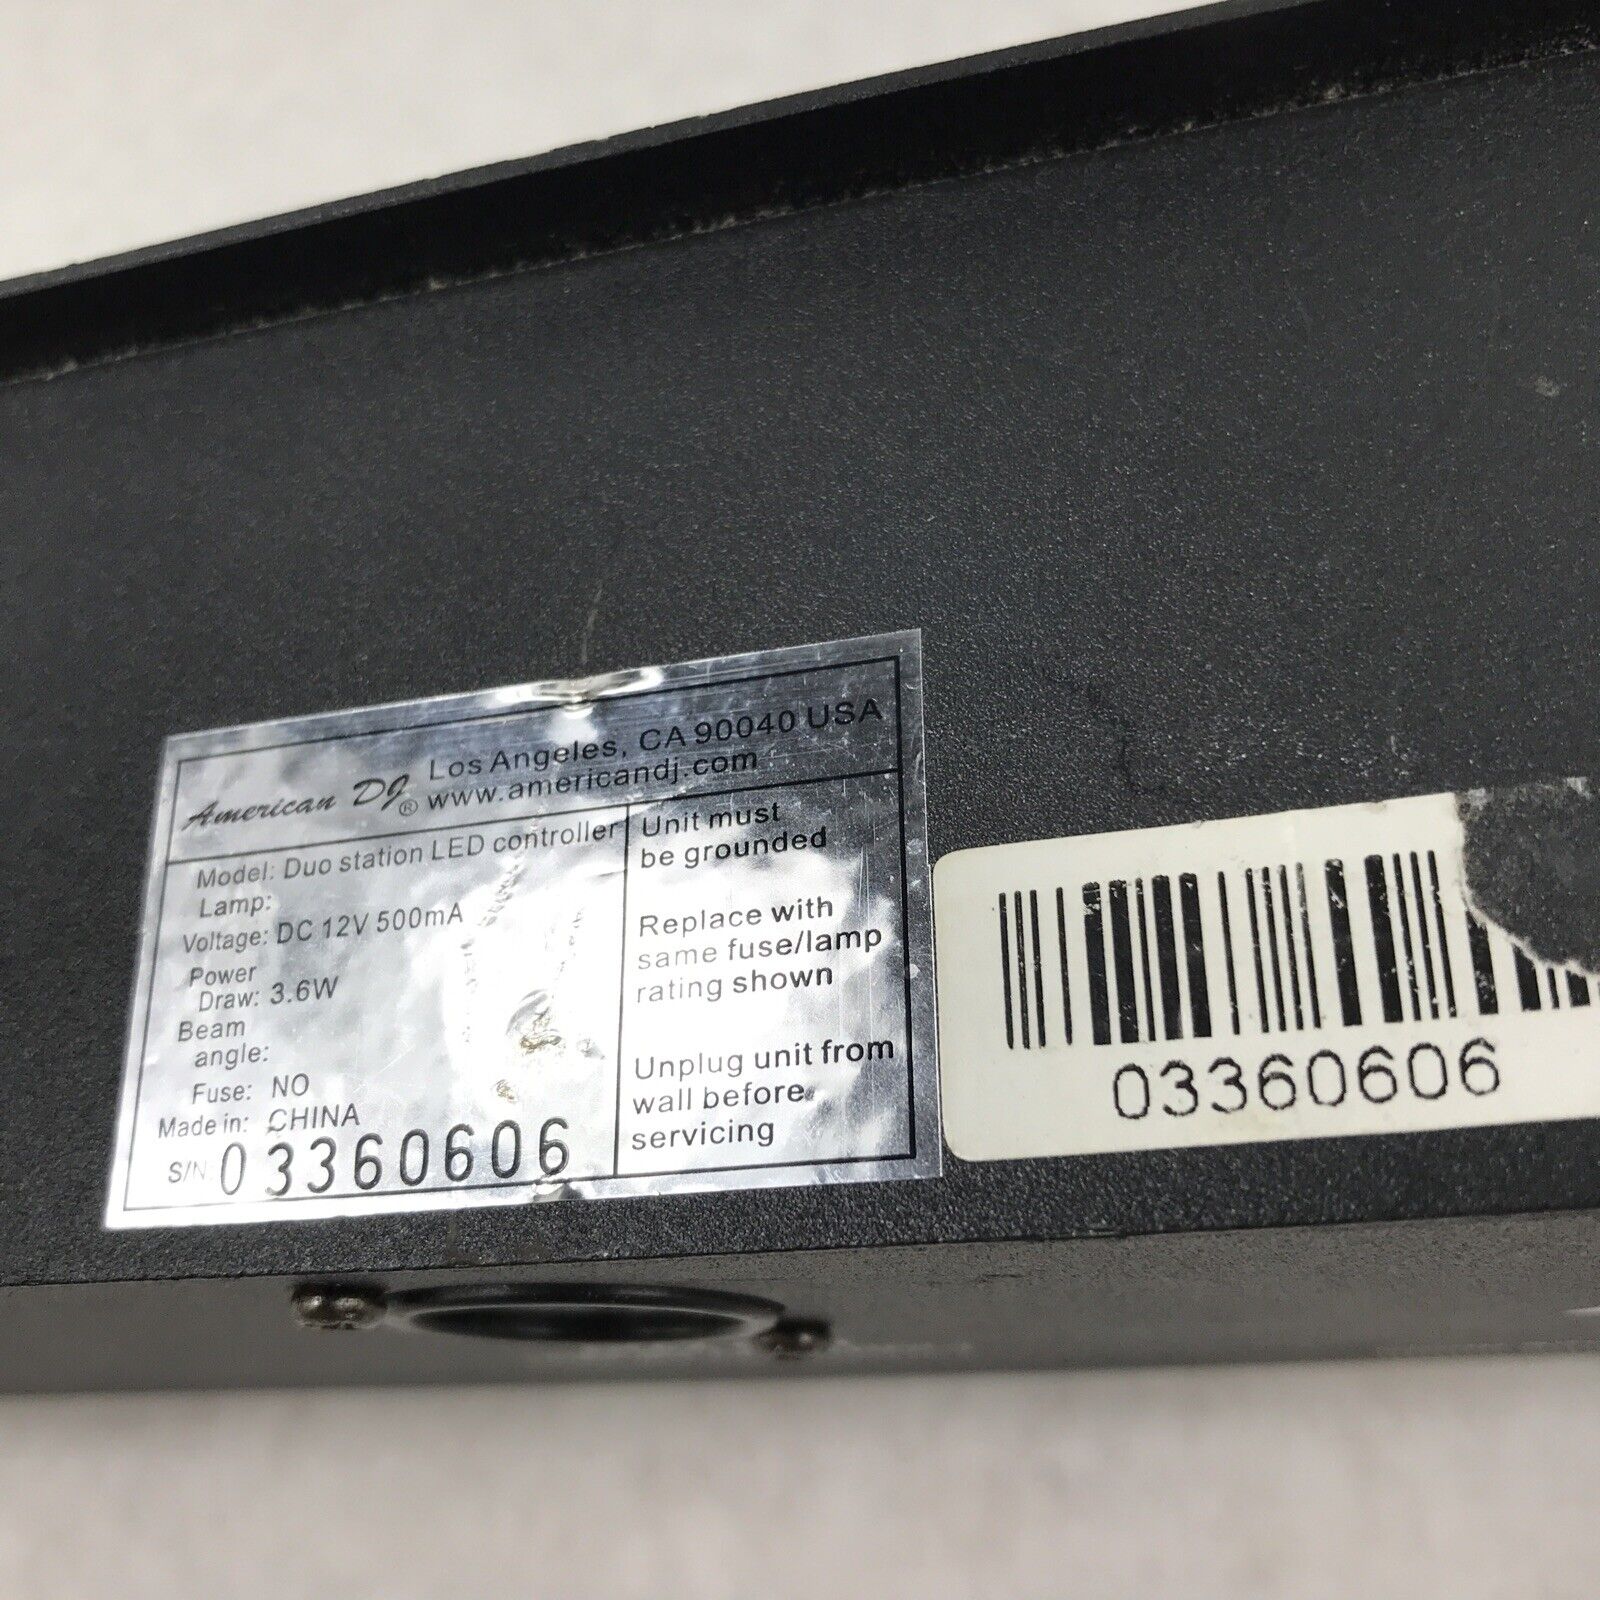 American DJ® Los Angeles, CA 90040 USA
www.americandj.com
Model: Duo station LED controller
Lamp:
Voltage: DC 12V 500mA
Power
Draw: 3.6W
Beam
angle:
Fuse: NO
Made in: CHINA
S/N 03360606
Unit must
be grounded
Replace with
same fuse/lamp
rating shown
Unplug unit from
wall before
servicing
03360606